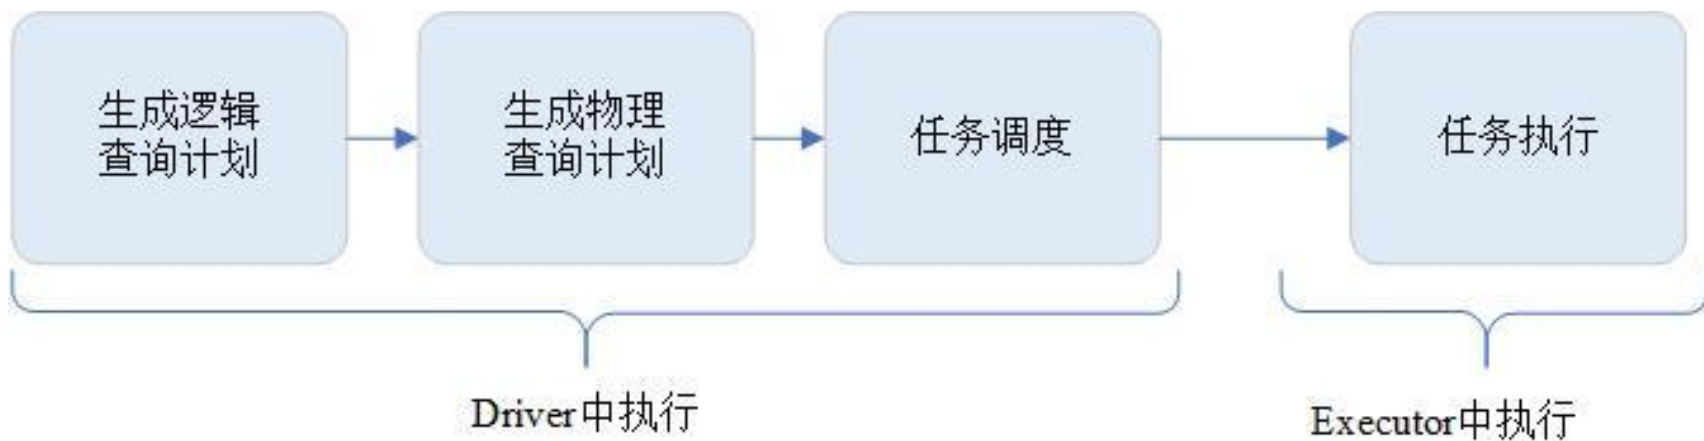 生成逻辑
查询计划
生成物理
查询计划
任务调度
任务执行
Driver中执行
Executor中执行